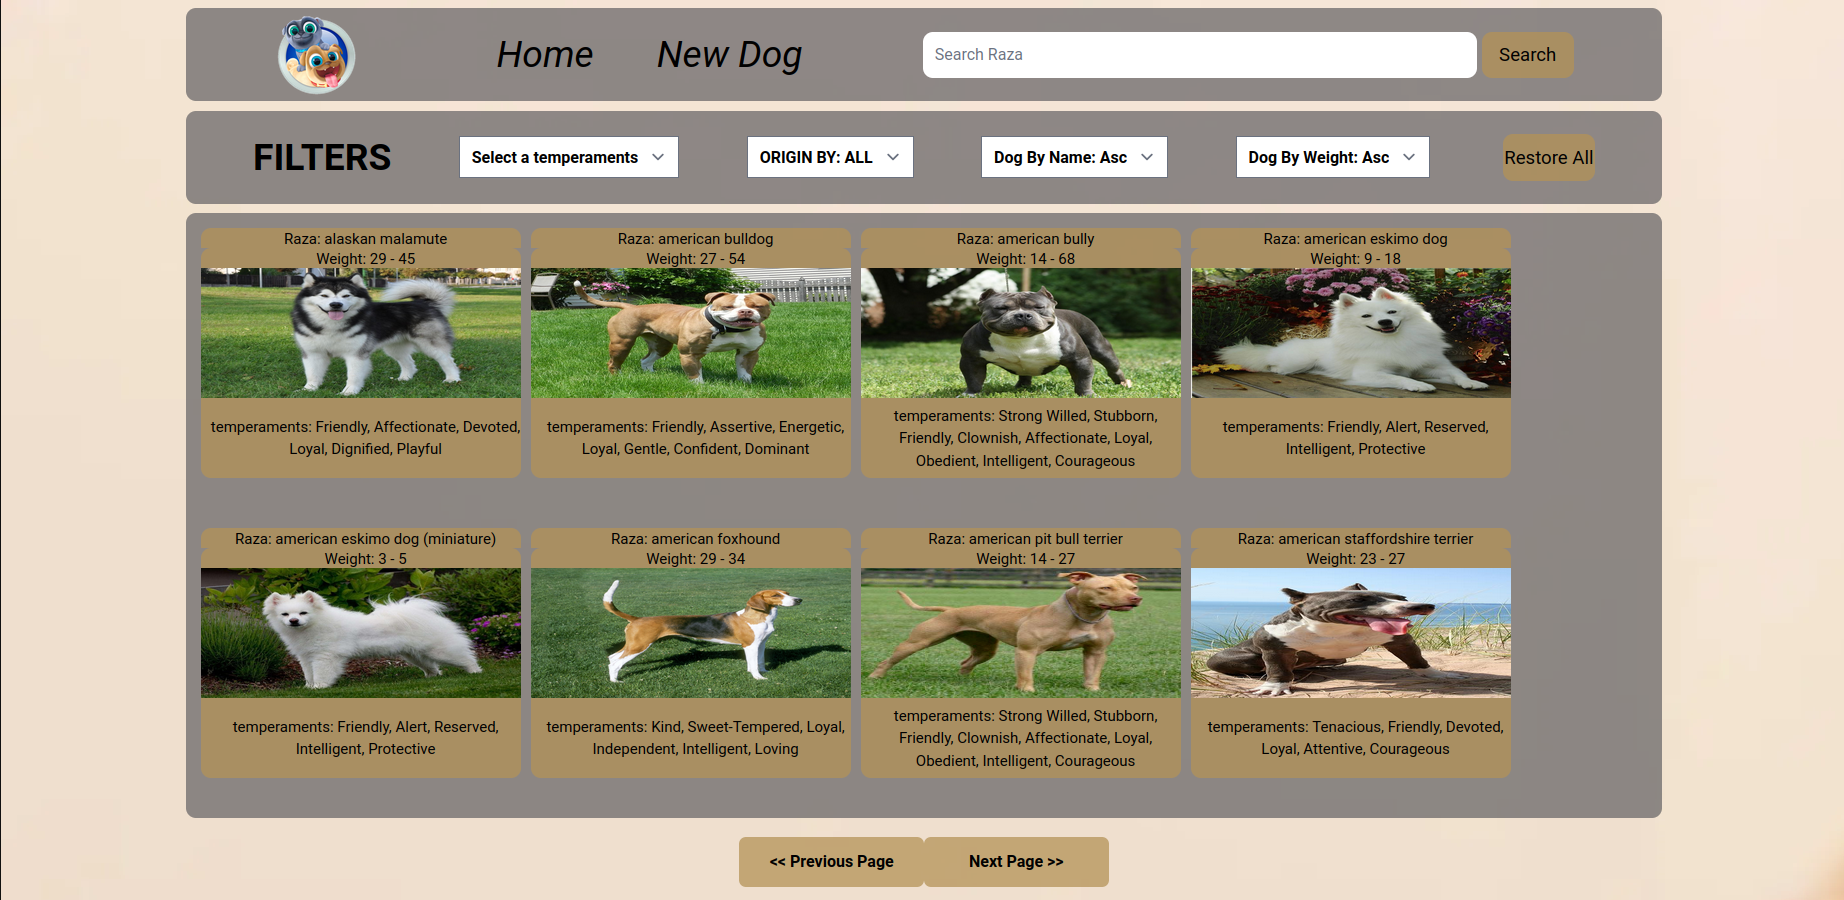 Home
New Dog
Search Raza
Search
FILTERS
Select a temperaments
ORIGIN BY: ALL
Dog By Name: Asc
Dog By Weight: Asc
Restore All
Raza: alaskan malamute
Weight: 29 - 45
temperaments: Friendly, Affectionate, Devoted,
Loyal, Dignified, Playful
Raza: american bulldog
Weight: 27 - 54
temperaments: Friendly, Assertive, Energetic,
Loyal, Gentle, Confident, Dominant
Raza: american bully
Weight: 14 - 68
temperaments: Strong Willed, Stubborn,
Friendly, Clownish, Affectionate, Loyal,
Obedient, Intelligent, Courageous
Raza: american eskimo dog
Weight: 9 - 18
temperaments: Friendly, Alert, Reserved,
Intelligent, Protective
Raza: american eskimo dog (miniature)
Weight: 3 - 5
temperaments: Friendly, Alert, Reserved,
Intelligent, Protective
Raza: american foxhound
Weight: 29 - 34
temperaments: Kind, Sweet-Tempered, Loyal,
Independent, Intelligent, Loving
Raza: american pit bull terrier
Weight: 14 - 27
temperaments: Strong Willed, Stubborn,
Friendly, Clownish, Affectionate, Loyal,
Obedient, Intelligent, Courageous
Raza: american staffordshire terrier
Weight: 23 - 27
temperaments: Tenacious, Friendly, Devoted,
Loyal, Attentive, Courageous
<< Previous Page
Next Page >>